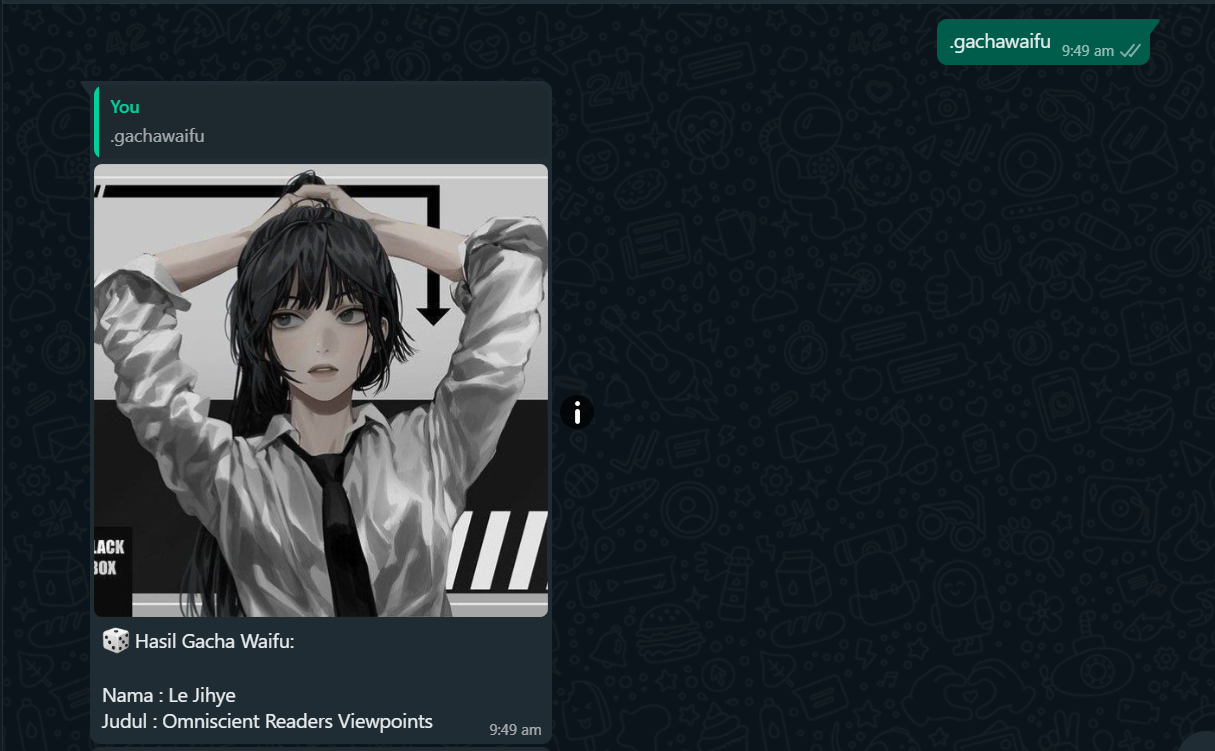 .gachawaifu
9:49 am
You
.gachawaifu
LACK
BOX
Hasil Gacha Waifu:
Nama : Le Jihye
Judul : Omniscient Readers Viewpoints
9:49 am